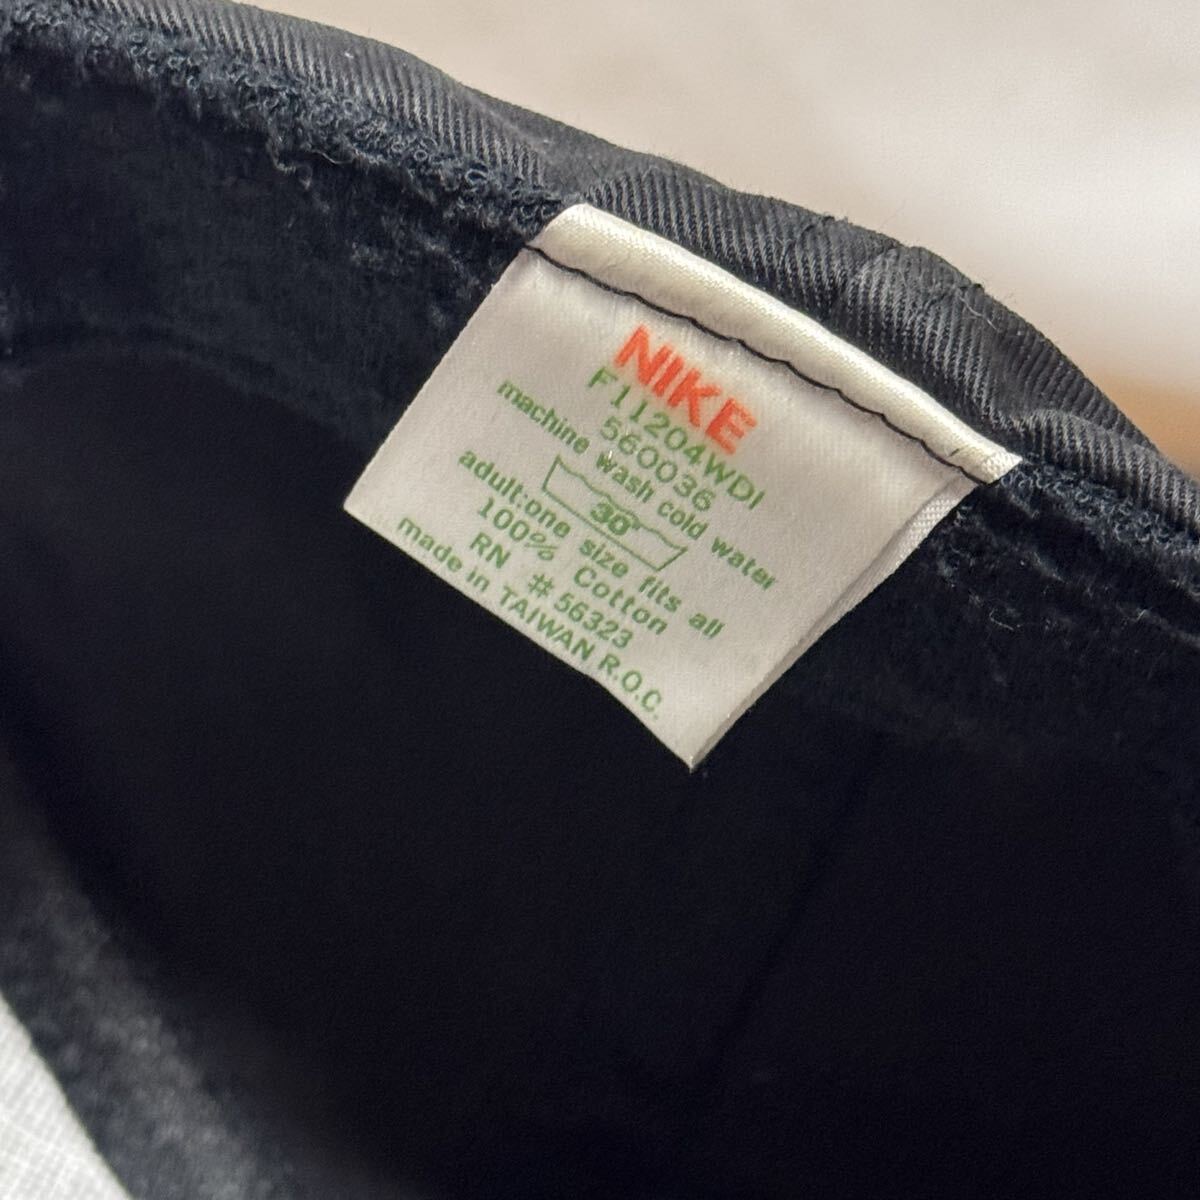 NIKE
F11204WDI
560036
machine wash cold water
30°
adult:one size fits all
100% Cotton
RN #56323
made in TAIWAN R.O.C.